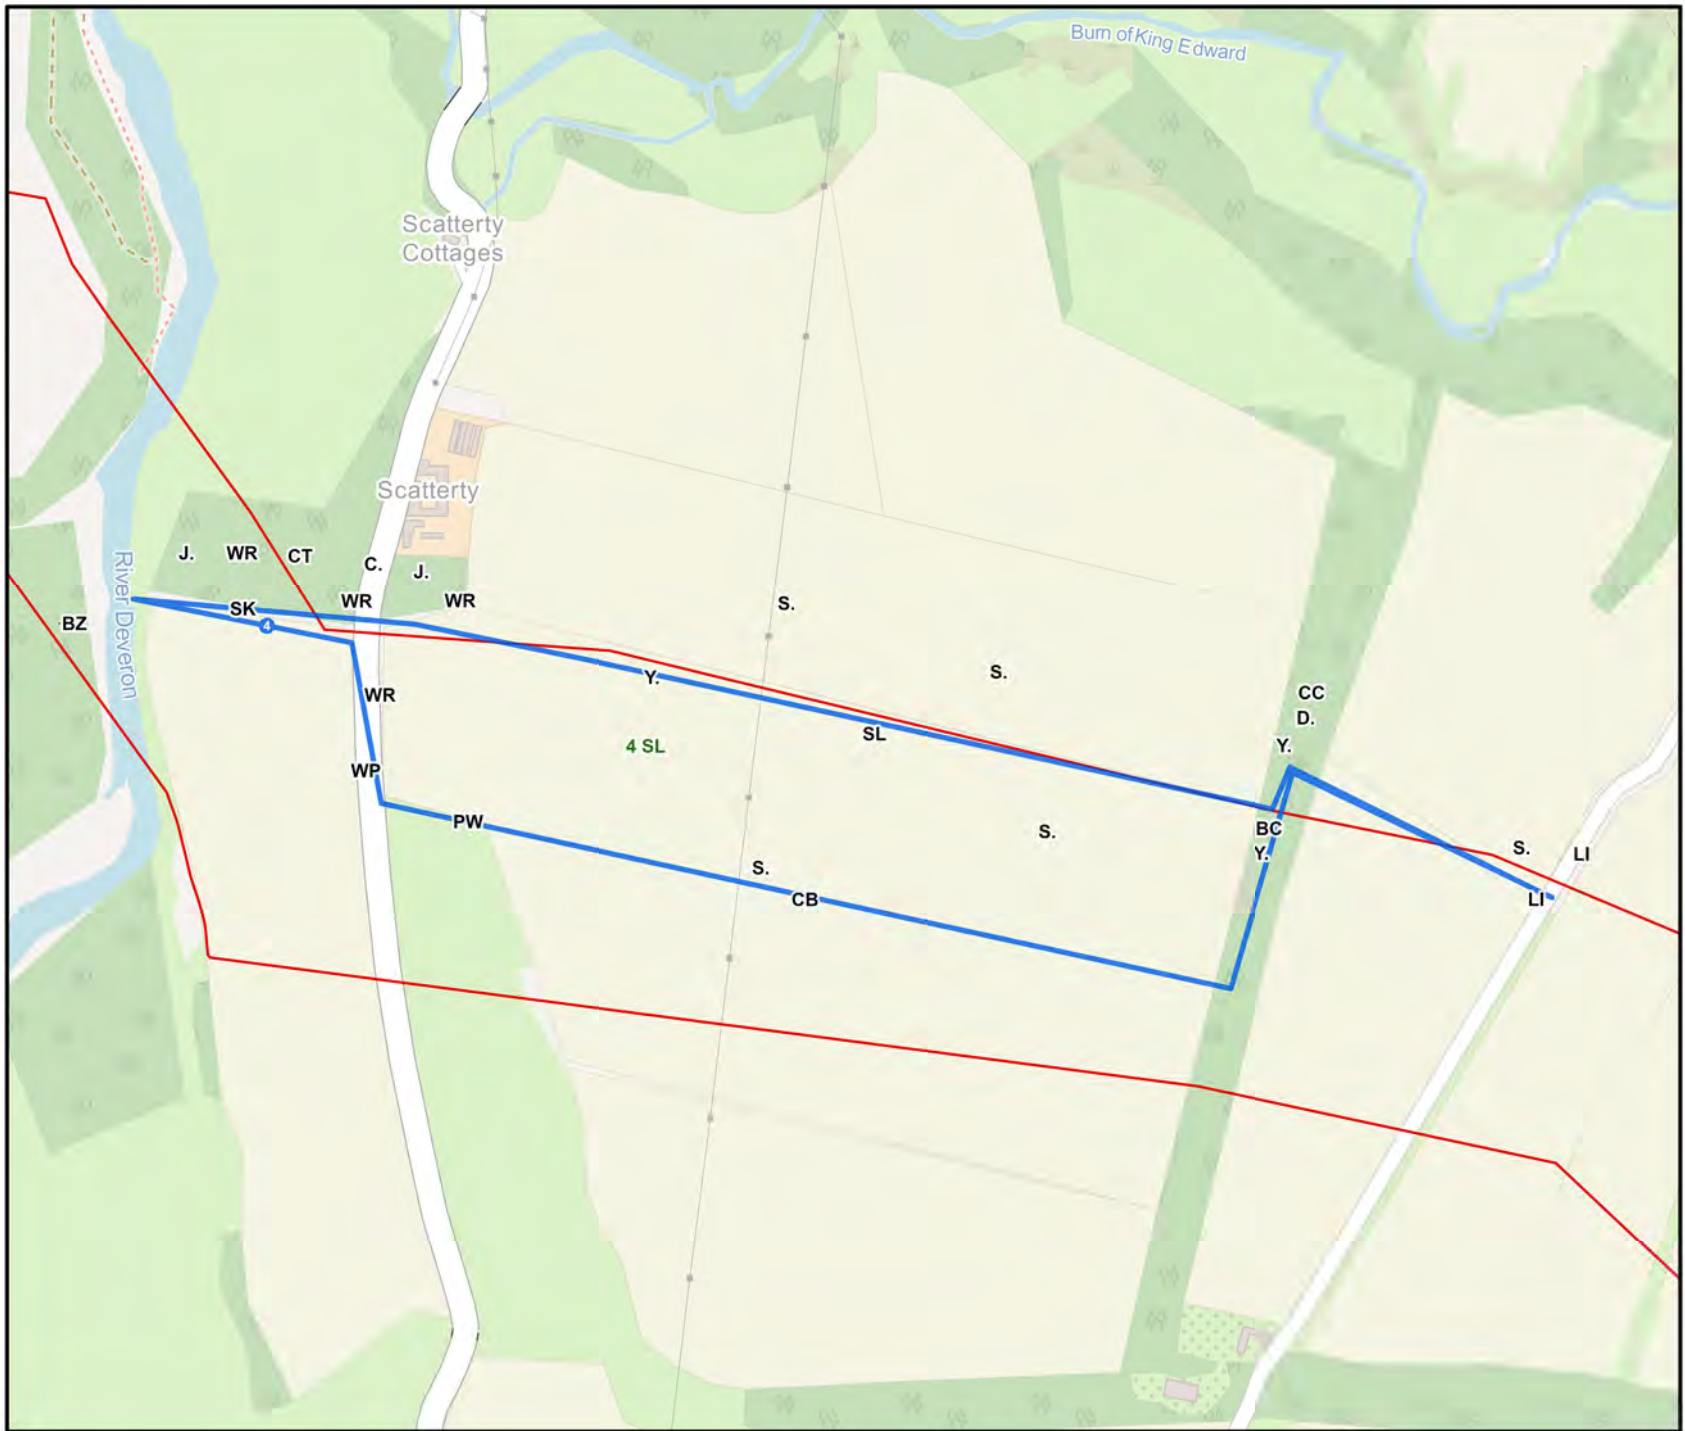 Burn of King Edward
Scatterty
Cottages
Scatterty
J. WR CT C. J.
River Deveron
SK WR WR S.
BZ 4
Y. S.
WR CC
D.
4 SL SL Y.
WP
PW S. BC
Y. S. LI
S.
CB LI